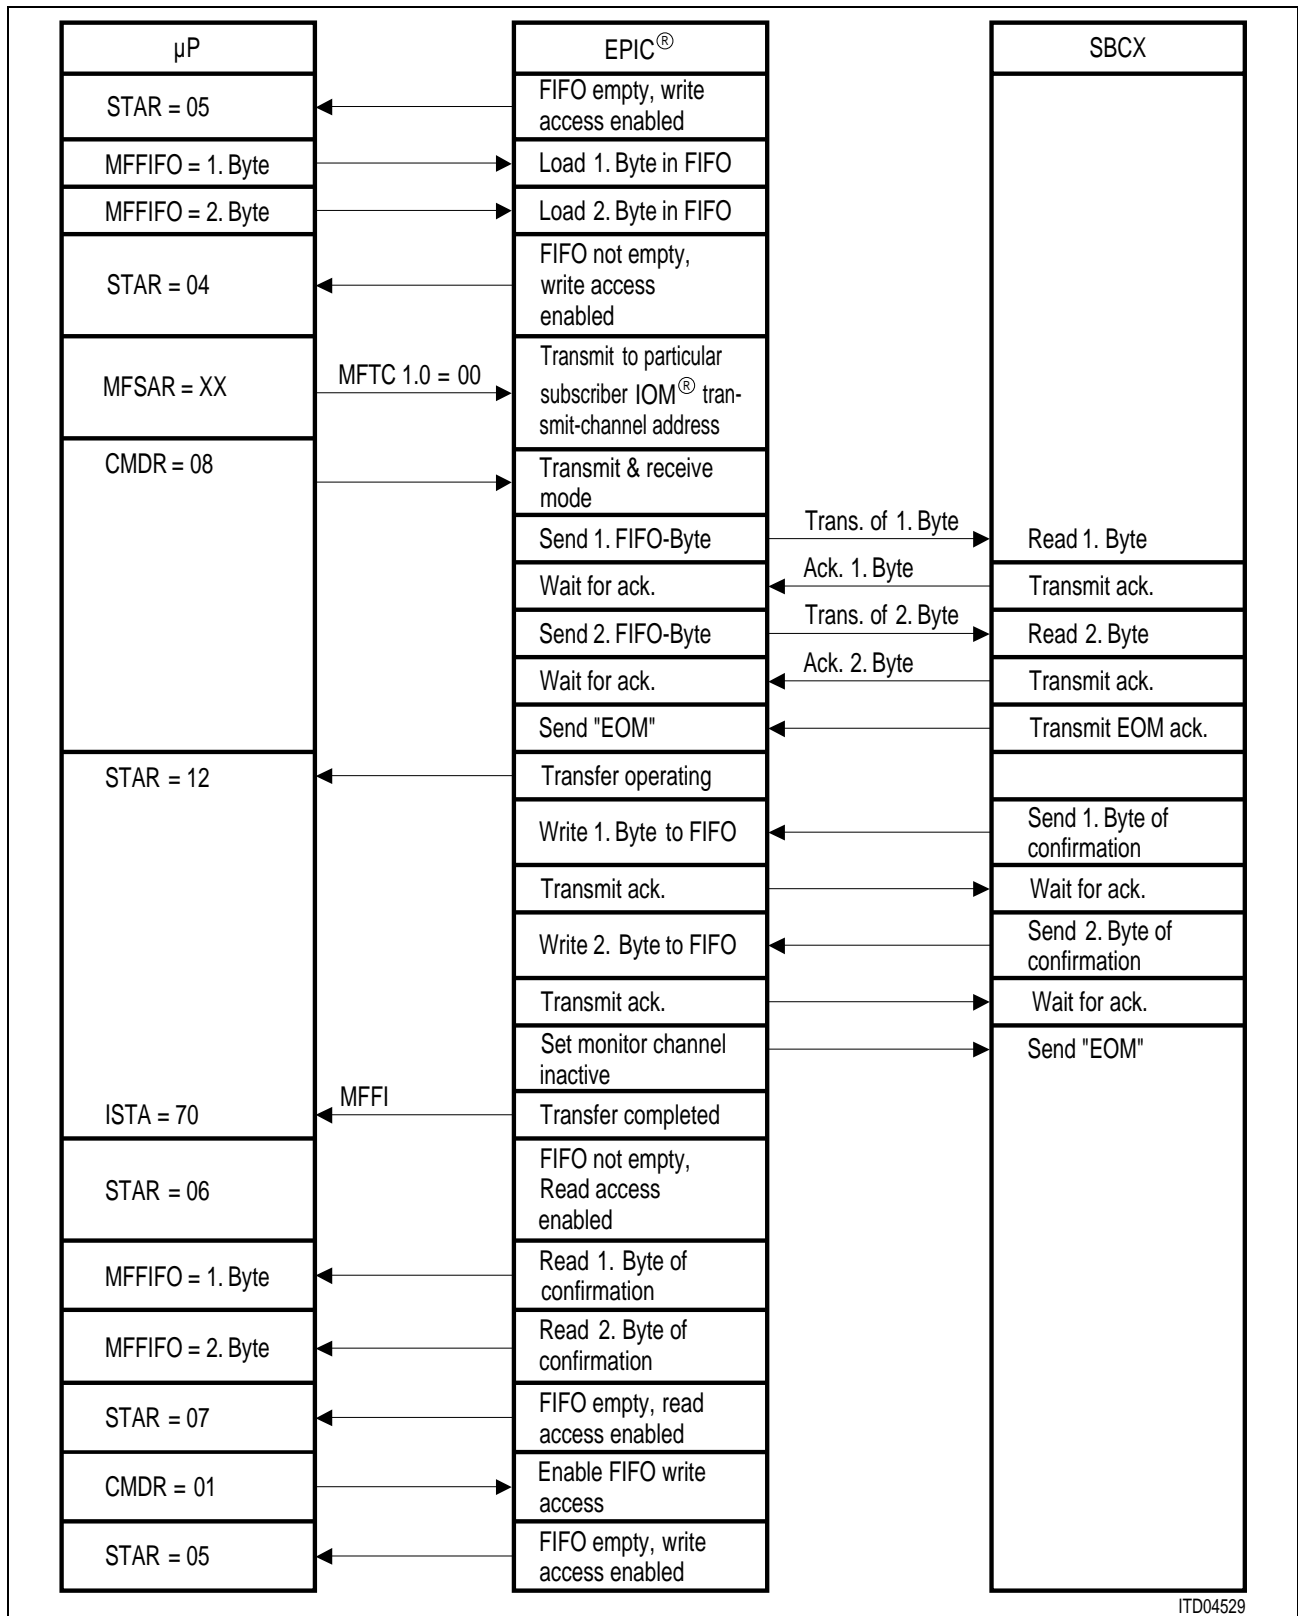 µP
EPIC®
SBCX
STAR = 05
FIFO empty, write
access enabled
MFFIFO = 1. Byte
Load 1. Byte in FIFO
MFFIFO = 2. Byte
Load 2. Byte in FIFO
STAR = 04
FIFO not empty,
write access
enabled
MFSAR = XX
MFTC 1.0 = 00
Transmit to particular
subscriber IOM® tran-
smit-channel address
CMDR = 08
Transmit & receive
mode
Send 1. FIFO-Byte
Trans. of 1. Byte
Read 1. Byte
Wait for ack.
Ack. 1. Byte
Transmit ack.
Send 2. FIFO-Byte
Trans. of 2. Byte
Read 2. Byte
Wait for ack.
Ack. 2. Byte
Transmit ack.
Send "EOM"
Transmit EOM ack.
STAR = 12
Transfer operating
Write 1. Byte to FIFO
Send 1. Byte of
confirmation
Transmit ack.
Wait for ack.
Write 2. Byte to FIFO
Send 2. Byte of
confirmation
Transmit ack.
Wait for ack.
Set monitor channel
inactive
Send "EOM"
ISTA = 70
MFFI
Transfer completed
STAR = 06
FIFO not empty,
Read access
enabled
MFFIFO = 1. Byte
Read 1. Byte of
confirmation
MFFIFO = 2. Byte
Read 2. Byte of
confirmation
STAR = 07
FIFO empty, read
access enabled
CMDR = 01
Enable FIFO write
access
STAR = 05
FIFO empty, write
access enabled
ITD04529